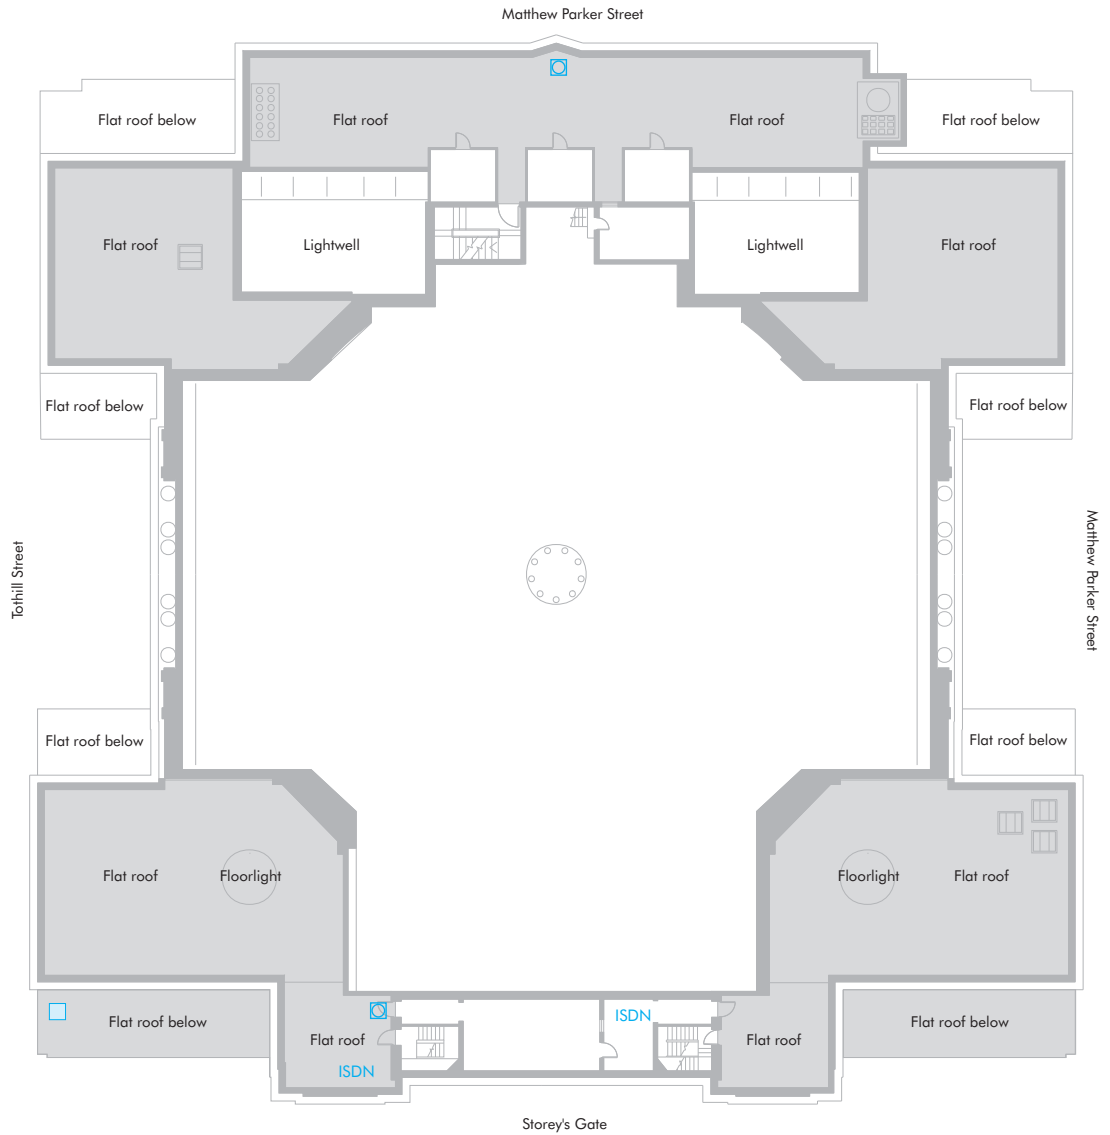 Matthew Parker Street
Flat roof below
Flat roof
Flat roof
Flat roof below
Flat roof
Lightwell
Lightwell
Flat roof
Flat roof below
Flat roof below
Tothill Street
Matthew Parker Street
Flat roof below
Flat roof below
Flat roof
Floorlight
Floorlight
Flat roof
Flat roof below
ISDN
Flat roof below
Flat roof
Flat roof
ISDN
Storey's Gate